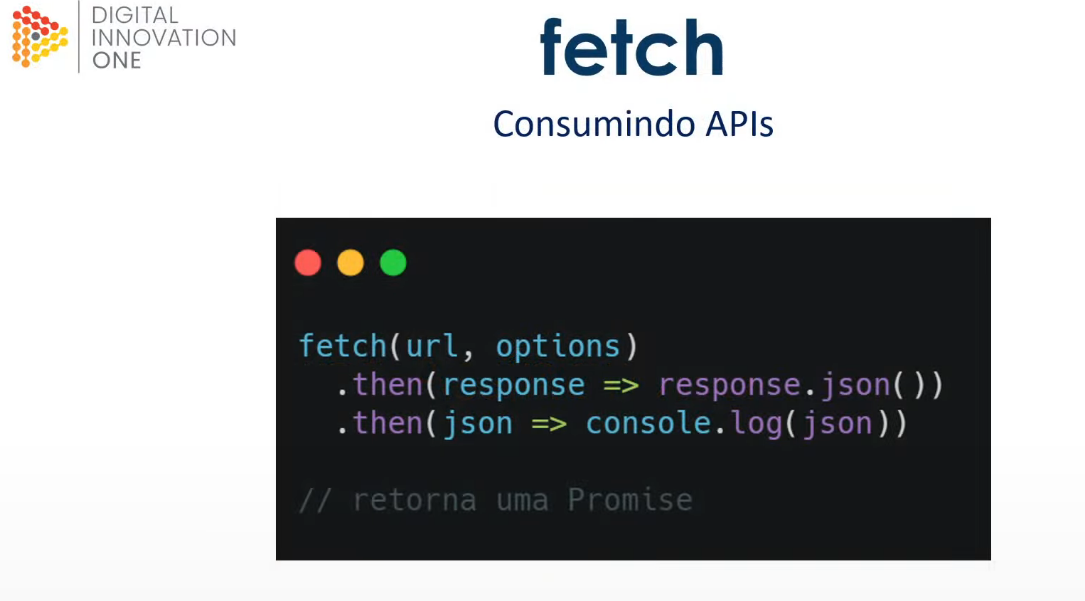 DIGITAL
INNOVATION
ONE
fetch
Consumindo APIs
fetch(url, options)
  .then(response => response.json())
  .then(json => console.log(json))
// retorna uma Promise